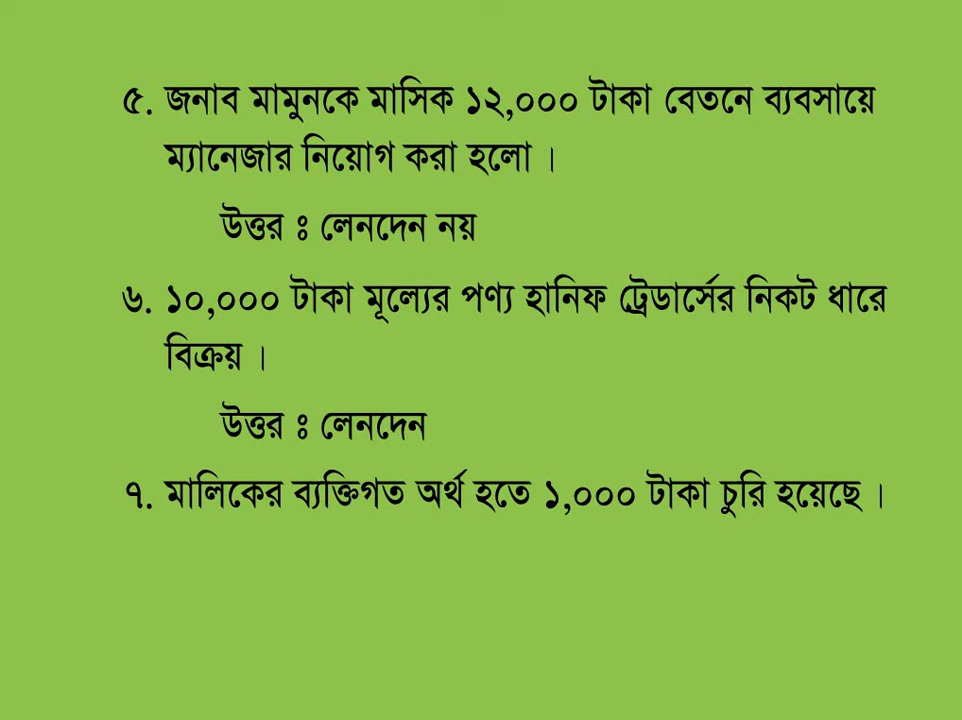 ৫. জনাব মামুনকে মাসিক ১২,০০০ টাকা বেতনে ব্যবসায়ে
ম্যানেজার নিয়োগ করা হলো ।
উত্তর ঃ লেনদেন নয়
৬. ১০,০০০ টাকা মূল্যের পণ্য হানিফ ট্রেডার্সের নিকট ধারে
বিক্রয় ।
উত্তর ঃ লেনদেন
৭. মালিকের ব্যক্তিগত অর্থ হতে ১,০০০ টাকা চুরি হয়েছে ।